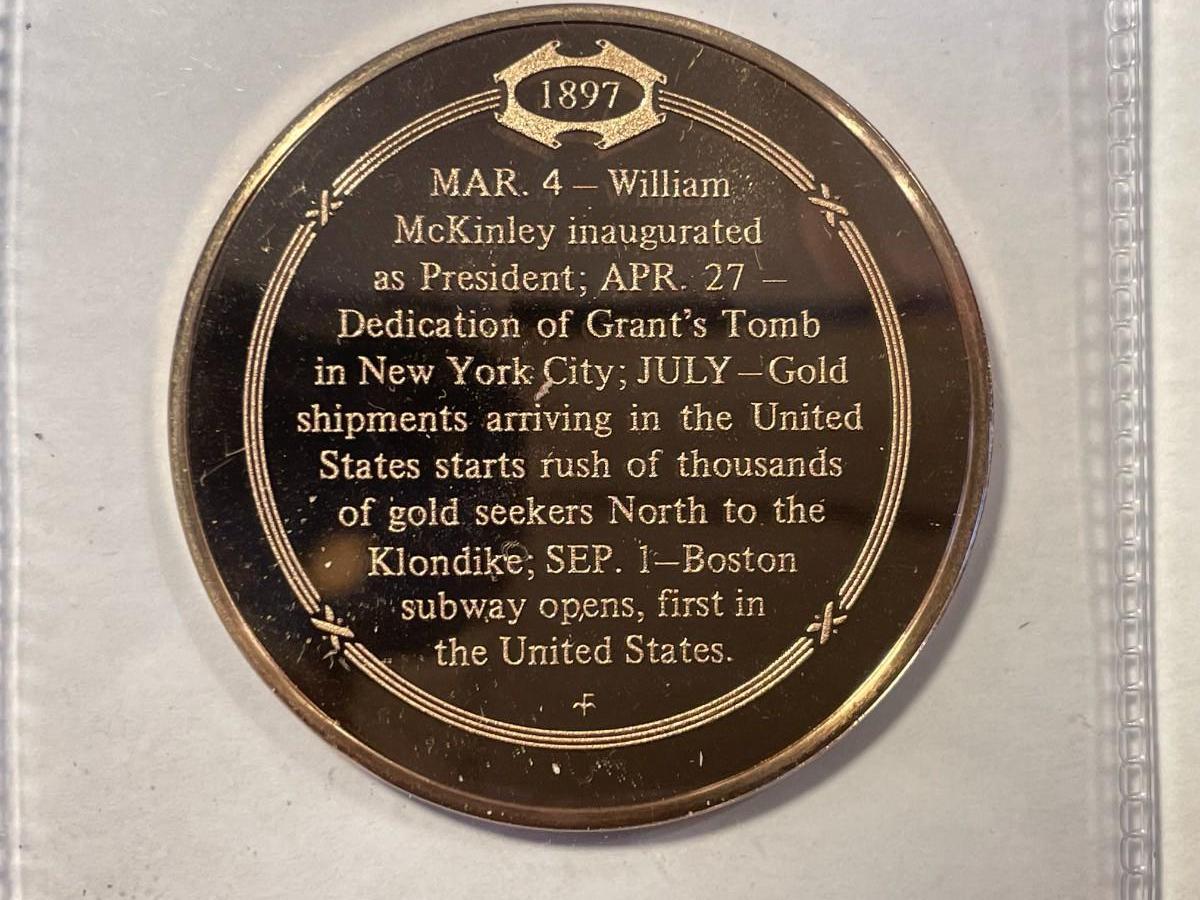 1897
MAR. 4 – William
McKinley inaugurated
as President; APR. 27 –
Dedication of Grant's Tomb
in New York City; JULY – Gold
shipments arriving in the United
States starts rush of thousands
of gold seekers North to the
Klondike; SEP. 1 – Boston
subway opens, first in
the United States.
F